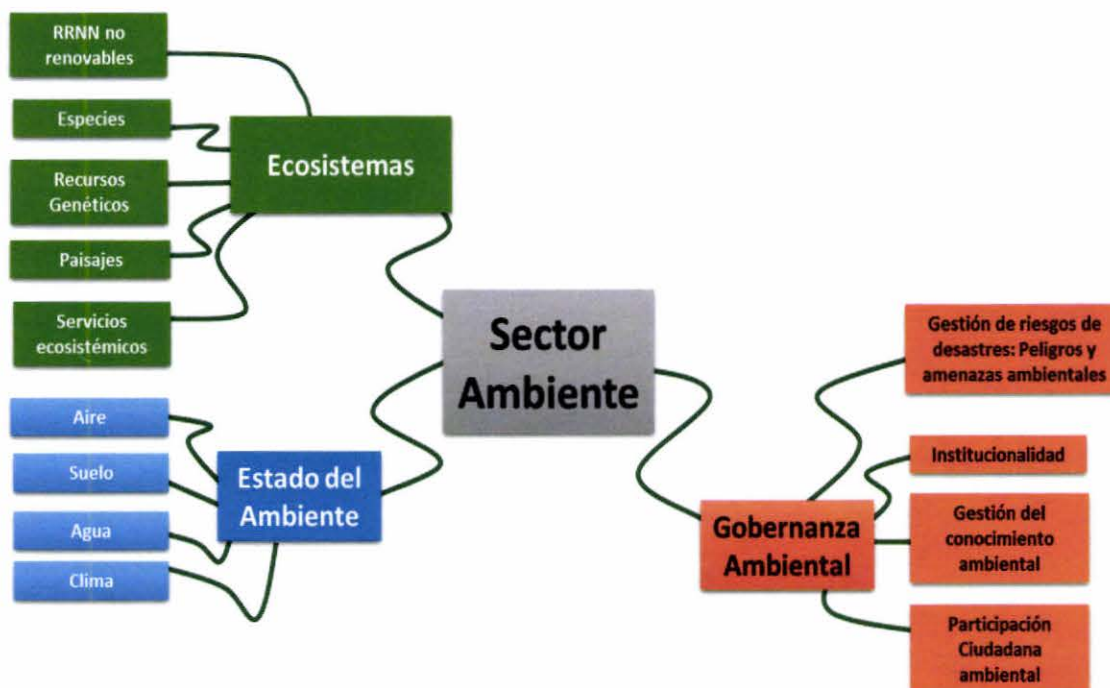 RRNN no
renovables
Especies
Recursos
Genéticos
Paisajes
Servicios
ecosistémicos
Ecosistemas
Aire
Suelo
Agua
Clima
Estado del
Ambiente
Sector
Ambiente
Gobernanza
Ambiental
Gestión de riesgos de
desastres: Peligros y
amenazas ambientales
Institucionalidad
Gestión del
conocimiento
ambiental
Participación
Ciudadana
ambiental